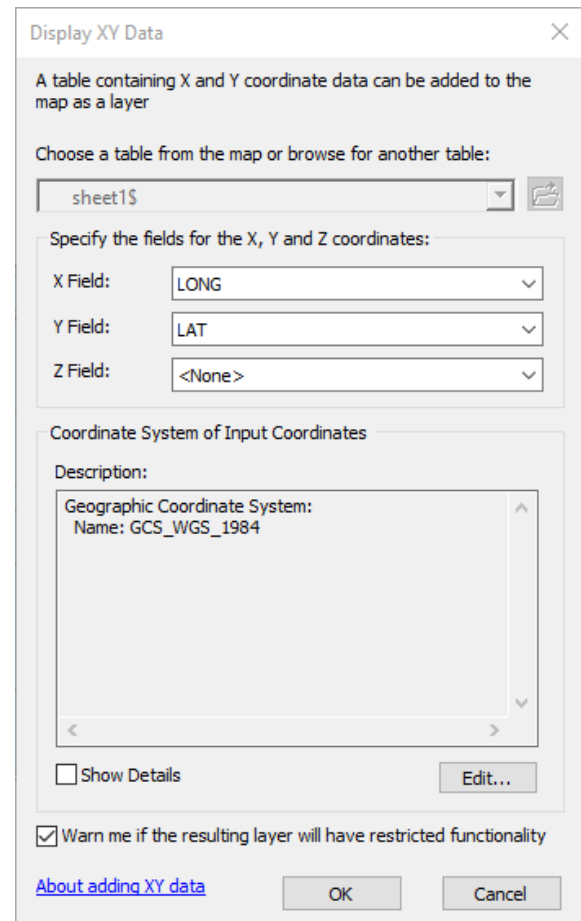 Display XY Data
A table containing X and Y coordinate data can be added to the
map as a layer
Choose a table from the map or browse for another table:
sheet1$
Specify the fields for the X, Y and Z coordinates:
X Field:
LONG
Y Field:
LAT
Z Field:
<None>
Coordinate System of Input Coordinates
Description:
Geographic Coordinate System:
Name: GCS_WGS_1984
Show Details
Edit...
Warn me if the resulting layer will have restricted functionality
About adding XY data
OK
Cancel